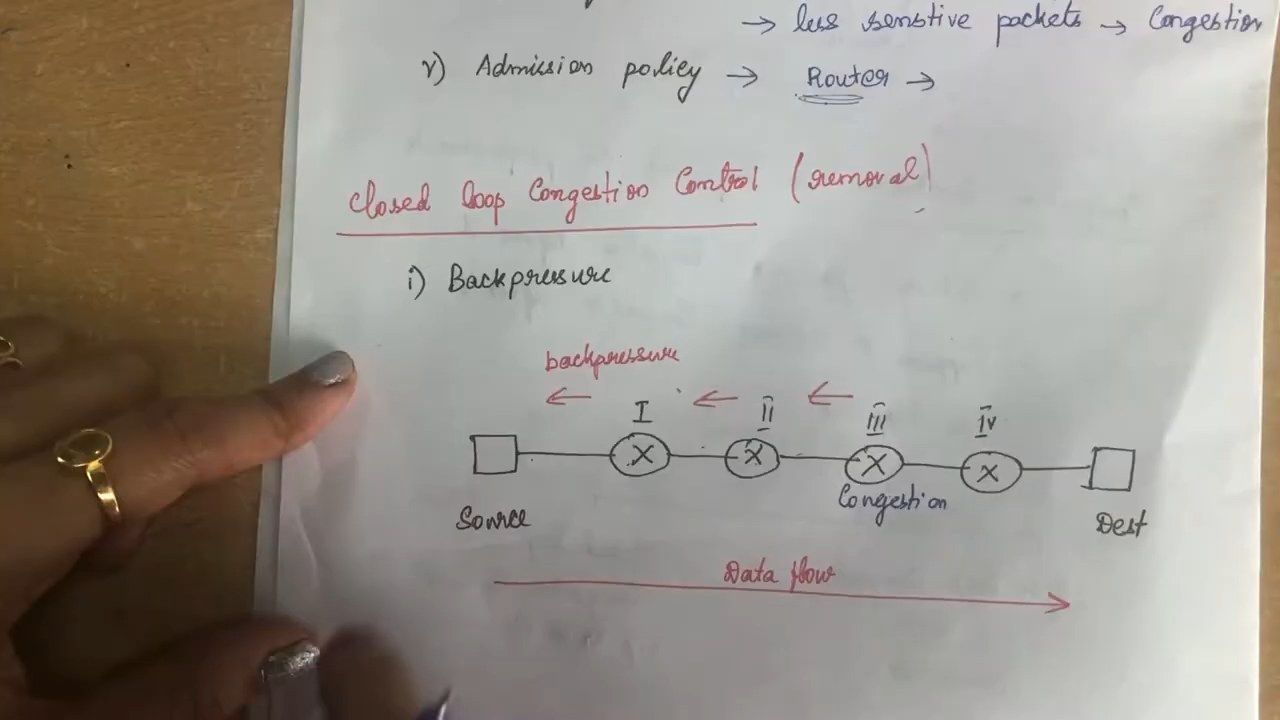 → less senstive packets → Congestion
v) Admission policy → Router →
Closed loop Congestion Control (removal)
i) Backpressure
backpressure
← ← ←
I II III IV
X X X X
Congestion
Source Dest
Data flow